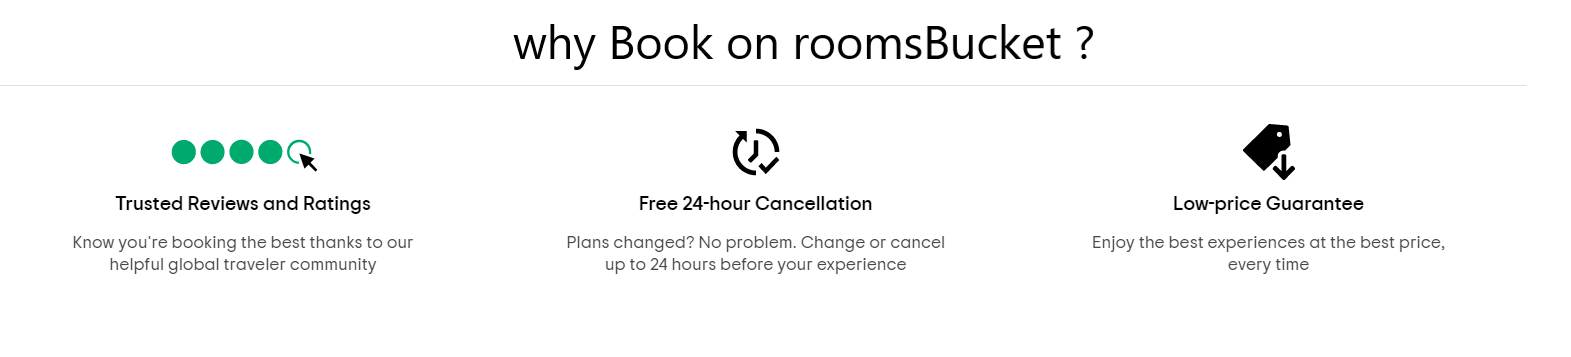 why Book on roomsBucket ?
Trusted Reviews and Ratings
Know you're booking the best thanks to our
helpful global traveler community
Free 24-hour Cancellation
Plans changed? No problem. Change or cancel
up to 24 hours before your experience
Low-price Guarantee
Enjoy the best experiences at the best price,
every time